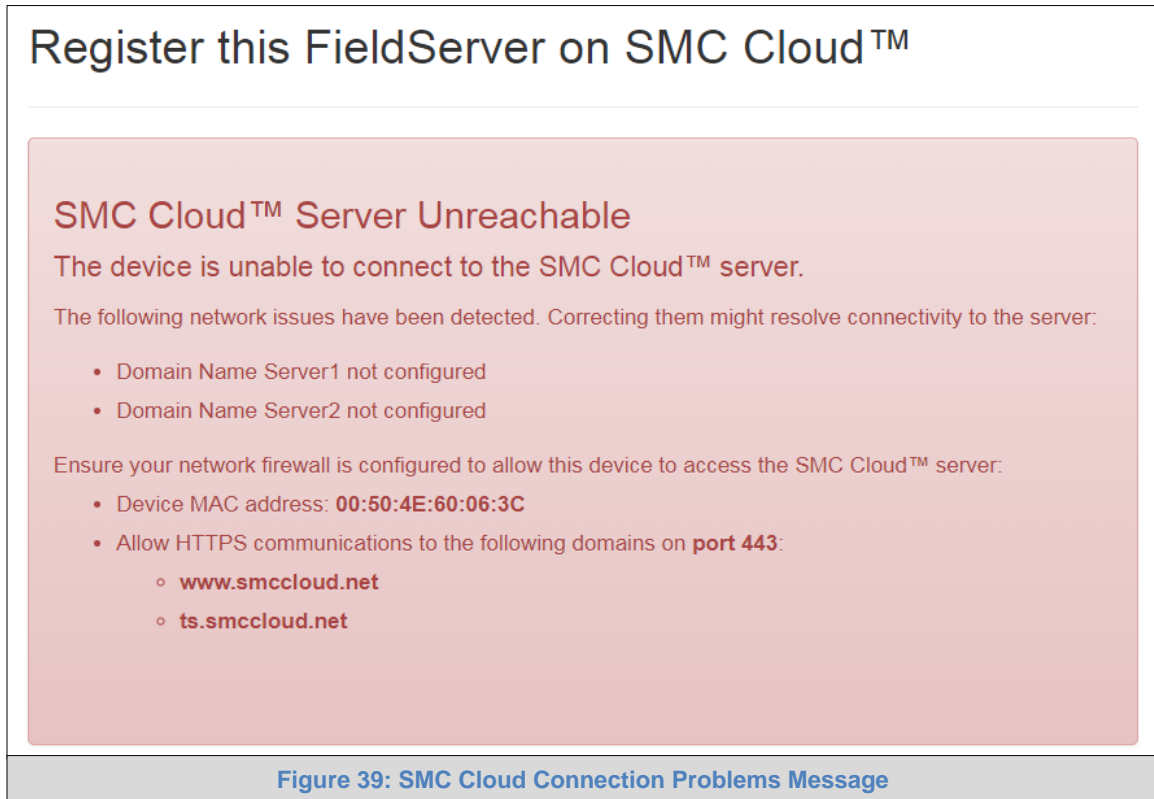 Register this FieldServer on SMC Cloud™
SMC Cloud™ Server Unreachable
The device is unable to connect to the SMC Cloud™ server.
The following network issues have been detected. Correcting them might resolve connectivity to the server:
• Domain Name Server1 not configured
• Domain Name Server2 not configured
Ensure your network firewall is configured to allow this device to access the SMC Cloud™ server:
• Device MAC address: 00:50:4E:60:06:3C
• Allow HTTPS communications to the following domains on port 443:
◦ www.smccloud.net
◦ ts.smccloud.net
Figure 39: SMC Cloud Connection Problems Message